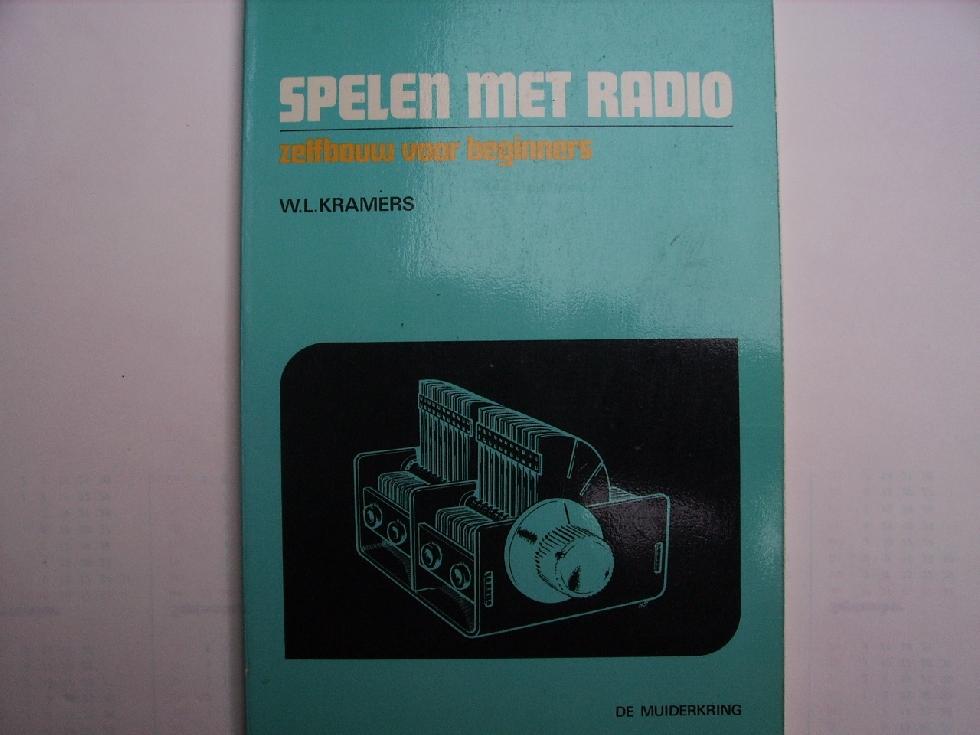 SPELEN MET RADIO
zelfbouw voor beginners
W.L.KRAMERS
DE MUIDERKRING